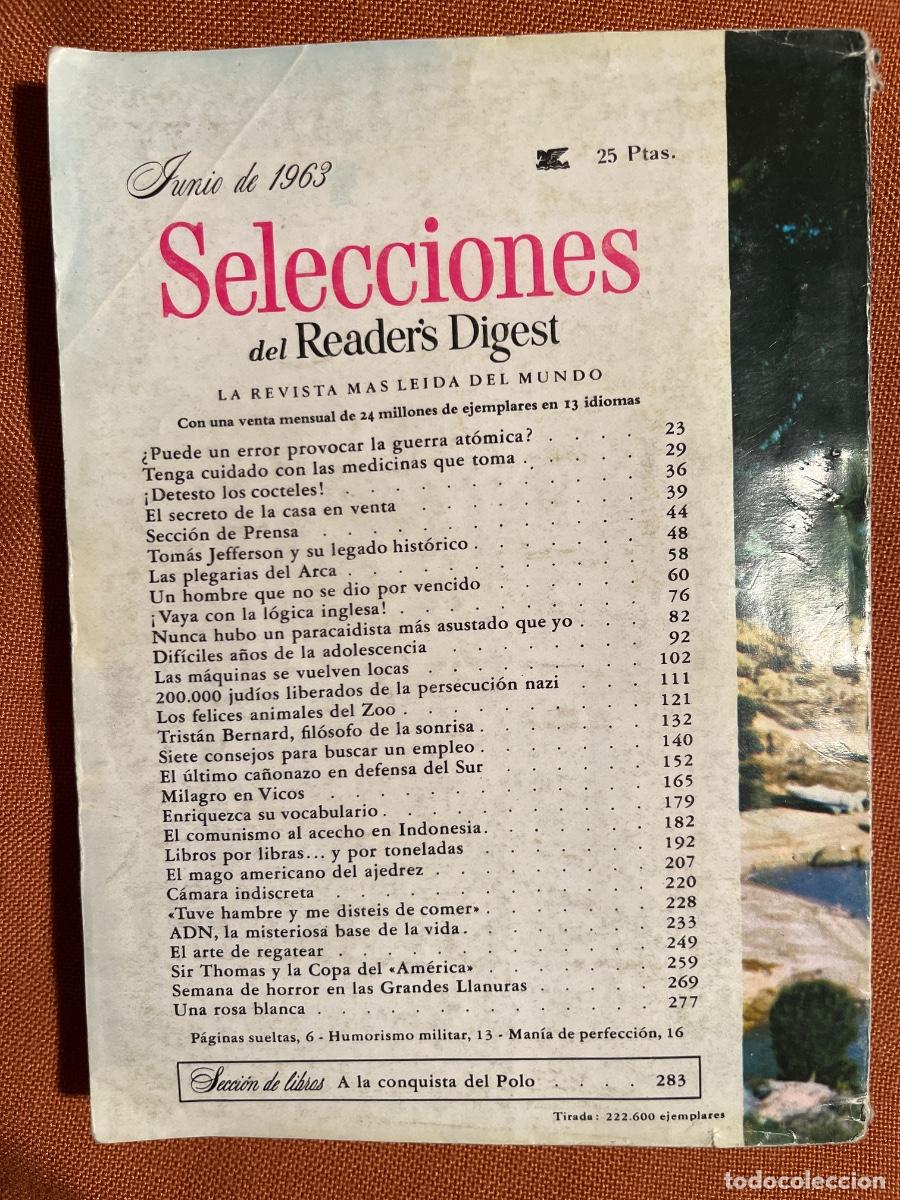 Junio de 1963
25 Ptas.
Selecciones
del Reader's Digest
LA REVISTA MAS LEIDA DEL MUNDO
Con una venta mensual de 24 millones de ejemplares en 13 idiomas
¿Puede un error provocar la guerra atómica? . . . . 23
Tenga cuidado con las medicinas que toma . . . . . 29
¡Detesto los cocteles! . . . . . . . . . 36
El secreto de la casa en venta . . . . . . . 39
Sección de Prensa . . . . . . . . . 44
Tomás Jefferson y su legado histórico . . . . . . 48
Las plegarias del Arca . . . . . . . . . 58
Un hombre que no se dio por vencido . . . . . 60
¡Vaya con la lógica inglesa! . . . . . . . . 76
Nunca hubo un paracaidista más asustado que yo . . . 82
Difíciles años de la adolescencia . . . . . . . 92
Las máquinas se vuelven locas . . . . . . . 102
200.000 judíos liberados de la persecución nazi . . . 111
Los felices animales del Zoo . . . . . . . . 121
Tristán Bernard, filósofo de la sonrisa . . . . . . 132
Siete consejos para buscar un empleo . . . . . . 140
El último cañonazo en defensa del Sur . . . . . 152
Milagro en Vicos . . . . . . . . . . 165
Enriquezca su vocabulario . . . . . . . . . 179
El comunismo al acecho en Indonesia . . . . . . 182
Libros por libras... y por toneladas . . . . . . 192
El mago americano del ajedrez . . . . . . . 207
Cámara indiscreta . . . . . . . . . . 220
«Tuve hambre y me disteis de comer» . . . . . . 228
ADN, la misteriosa base de la vida . . . . . . . 233
El arte de regatear . . . . . . . . . . 249
Sir Thomas y la Copa del «América» . . . . . . 259
Semana de horror en las Grandes Llanuras . . . . . 269
Una rosa blanca . . . . . . . . . . . 277
Páginas sueltas, 6 - Humorismo militar, 13 - Manía de perfección, 16
Sección de libros A la conquista del Polo . . . . 283
Tirada: 222.600 ejemplares
todocoleccion